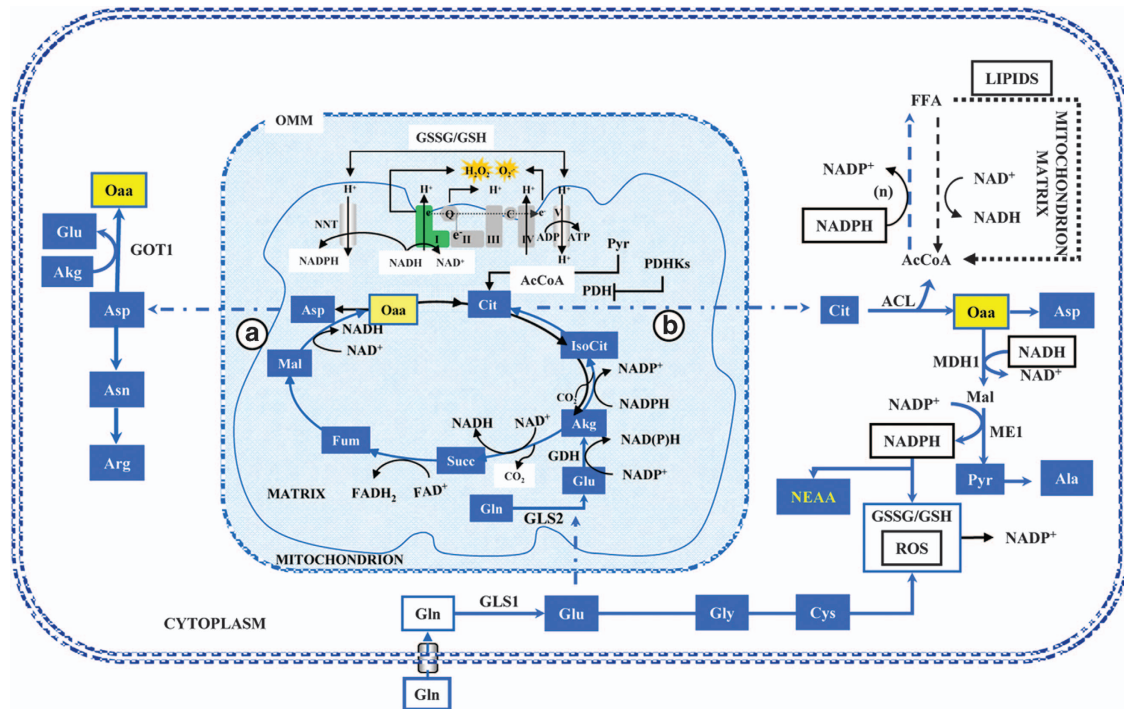 LIPIDS
FFA
MITOCHONDRION
MATRIX
NADP⁺
(n)
NADPH
NAD⁺
NADH
AcCoA
OMM
GSSG/GSH
H₂O₂ O₂⁻
H⁺ H⁺ H⁺ H⁺ H⁺
NNT
e⁻ Q C e⁻ V
I e⁻ II III IV
ADP ATP
H⁺
NADPH NADH NAD⁺
Pyr
AcCoA
PDHKs
PDH
Oaa
Glu
GOT1
Akg
Asp
Asn
Arg
a
Asp
Oaa
Cit
b
NADH
NAD⁺
Mal
IsoCit
NADP⁺
CO₂
NADPH
Akg
NADH
NAD⁺
Fum
Succ
CO₂
FADH₂
FAD⁺
GDH
NAD(P)H
NADP⁺
Glu
MATRIX
Gln
GLS2
MITOCHONDRION
Cit
ACL
Oaa
Asp
MDH1
NADH
NAD⁺
Mal
NADP⁺
NADPH
ME1
NEAA
Pyr
Ala
GSSG/GSH
ROS
NADP⁺
CYTOPLASM
Gln
GLS1
Glu
Gly
Cys
Gln